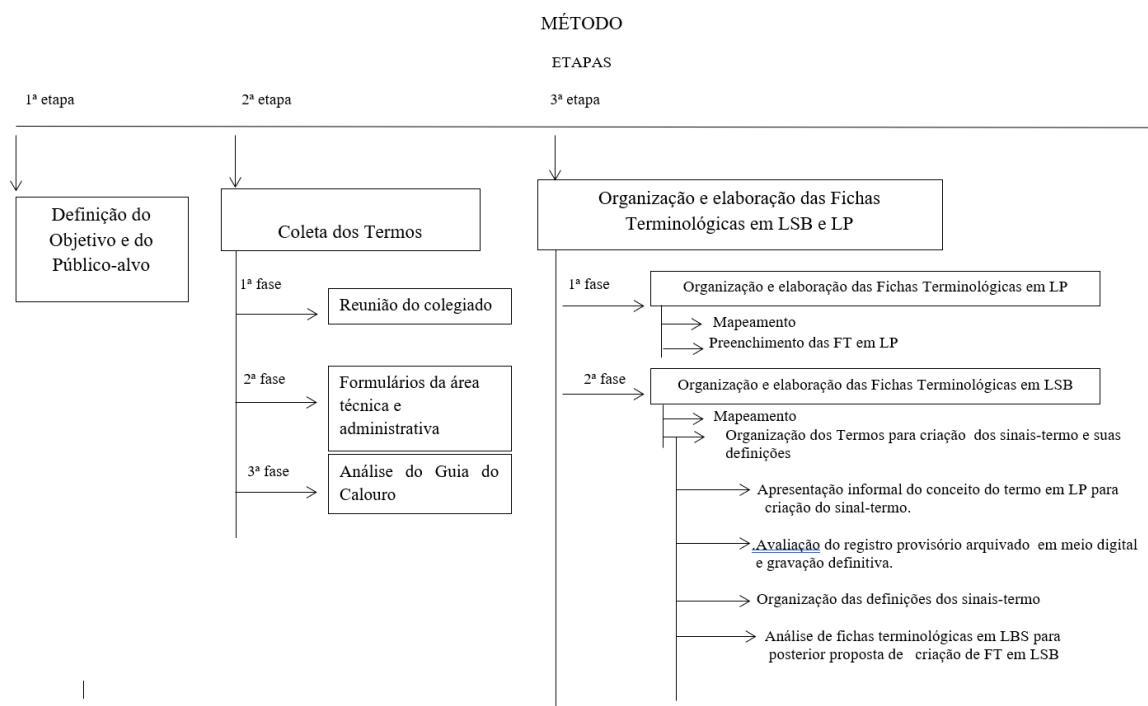 MÉTODO
ETAPAS
1ª etapa
2ª etapa
3ª etapa
Definição do
Objetivo e do
Público-alvo
Coleta dos Termos
1ª fase
Reunião do colegiado
2ª fase
Formulários da área
técnica e
administrativa
3ª fase
Análise do Guia do
Calouro
Organização e elaboração das Fichas
Terminológicas em LSB e LP
1ª fase
Organização e elaboração das Fichas Terminológicas em LP
Mapeamento
Preenchimento das FT em LP
2ª fase
Organização e elaboração das Fichas Terminológicas em LSB
Mapeamento
Organização dos Termos para criação dos sinais-termo e suas
definições
Apresentação informal do conceito do termo em LP para
criação do sinal-termo.
.Avaliação do registro provisório arquivado em meio digital
e gravação definitiva.
Organização das definições dos sinais-termo
Análise de fichas terminológicas em LBS para
posterior proposta de criação de FT em LSB